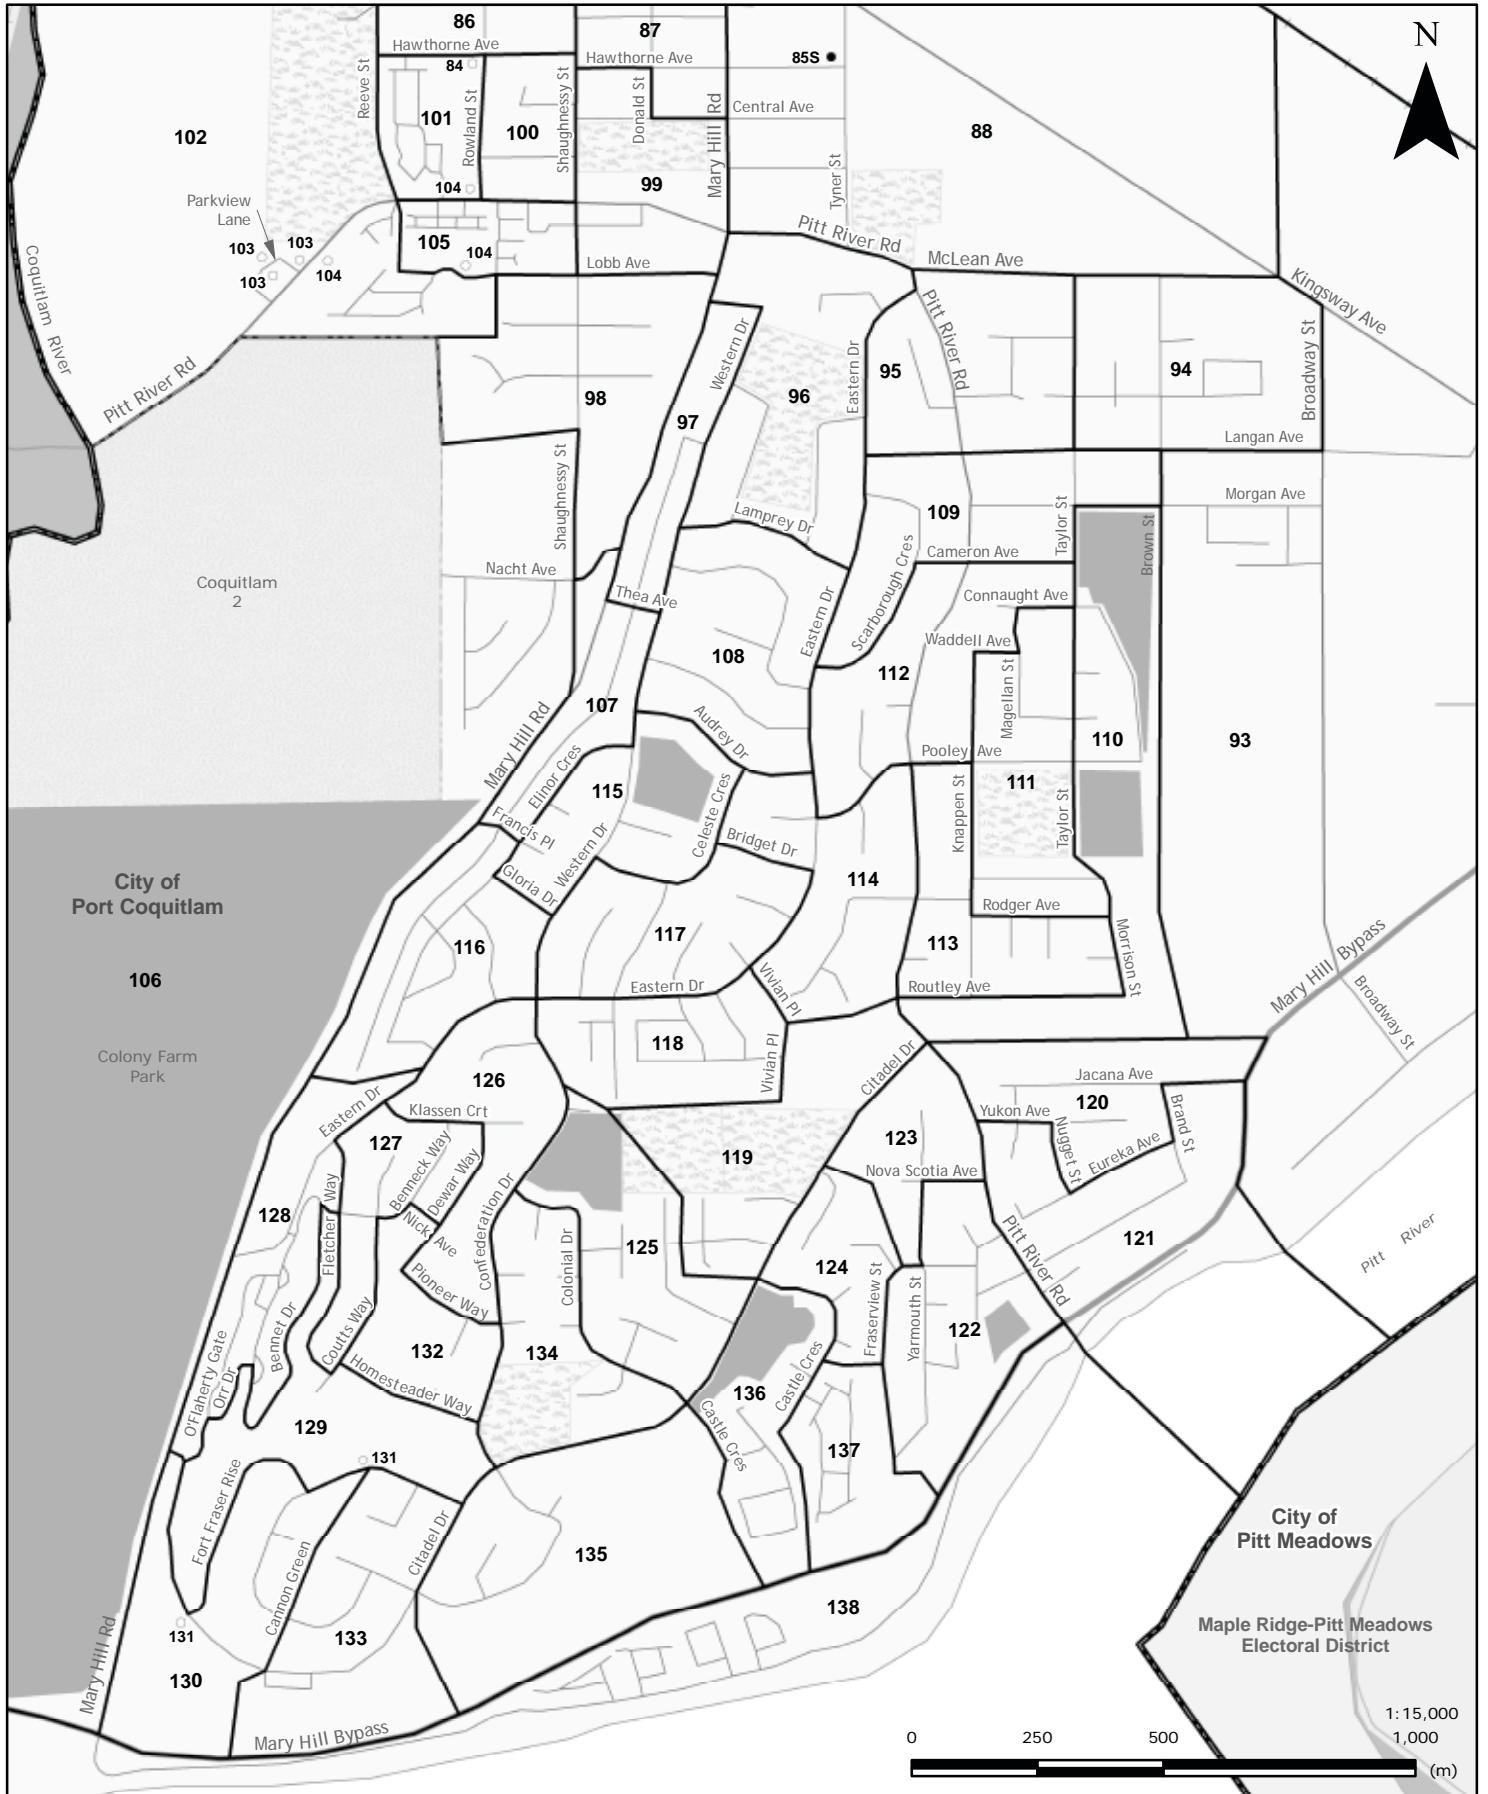 86
87
N
Hawthorne Ave
Hawthorne Ave
85S
84
Reeve St
Shaughnessy St
Donald St
Mary Hill Rd
Central Ave
101
Rowland St
100
102
88
Tyner St
104
99
Parkview
Lane
Pitt River Rd
103
103
105
104
104
103
Lobb Ave
McLean Ave
Coquitlam River
Kingsway Ave
Pitt River Rd
Western Dr
Eastern Dr
95
94
Broadway St
Pitt River Rd
98
96
97
Langan Ave
Shaughnessy St
Morgan Ave
Lamprey Dr
109
Taylor St
Brown St
Cameron Ave
Scarborough Cres
Nacht Ave
Coquitlam
2
Thea Ave
Connaught Ave
Eastern Dr
Waddell Ave
108
112
Magellan St
107
Audrey Dr
Mary Hill Rd
Pooley Ave
110
93
Elinor Cres
115
111
Celeste Cres
Knappen St
Taylor St
Francis Pl
Western Dr
Bridget Dr
City of
Port Coquitlam
Gloria Dr
114
Rodger Ave
117
113
116
Morrison St
106
Mary Hill Bypass
Vivian Pl
Eastern Dr
Routley Ave
Broadway St
118
Colony Farm
Park
Vivian Pl
Citadel Dr
126
Jacana Ave
Eastern Dr
Klassen Crt
120
Yukon Ave
Brand St
127
123
Nugget St
Benneck Way
Dewar Way
119
Eureka Ave
Nova Scotia Ave
Fletcher Way
Confederation Dr
128
Nicki Ave
Pitt River
Colonial Dr
125
121
Pitt River Rd
124
Pioneer Way
Fraserview St
Yarmouth St
Bennet Dr
Coutts Way
O'Flaherty Gate
Orr Dr
132
134
122
Homesteader Way
Castle Cres
136
Castle Cres
129
131
137
Fort Fraser Rise
City of
Pitt Meadows
Citadel Dr
Cannon Green
135
138
131
133
Mary Hill Rd
Maple Ridge-Pitt Meadows
Electoral District
130
Mary Hill Bypass
1:15,000
0 250 500 1,000
(m)